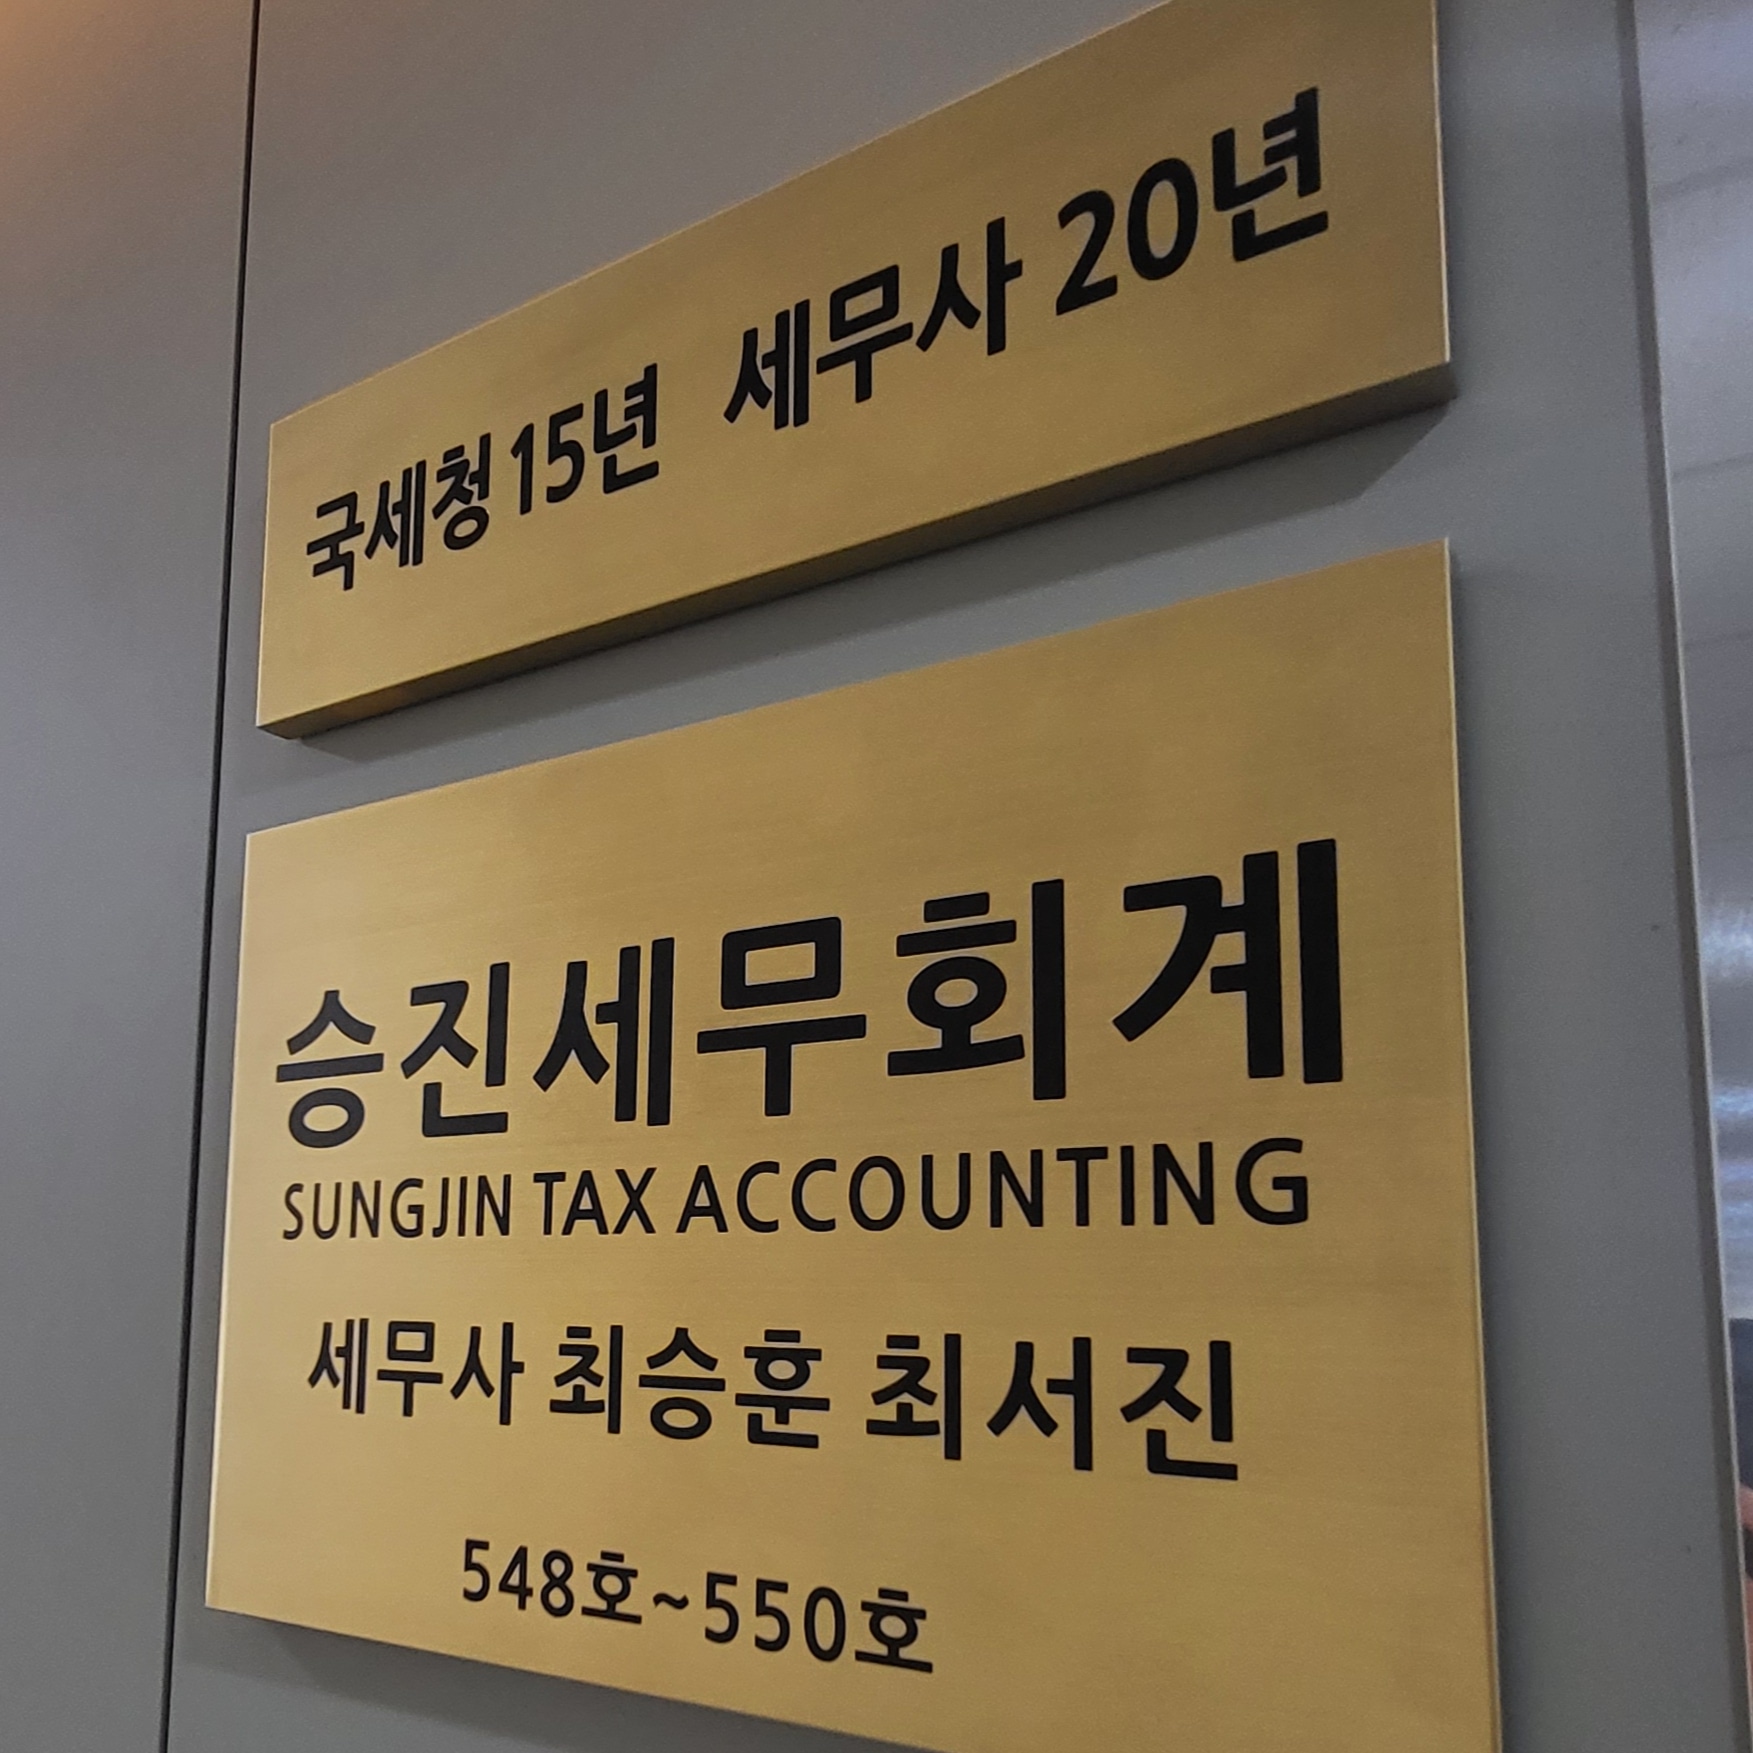 국세청 15년 세무사 20년
승진세무회계
SUNGJIN TAX ACCOUNTING
세무사 최승훈 최서진
548호~550호